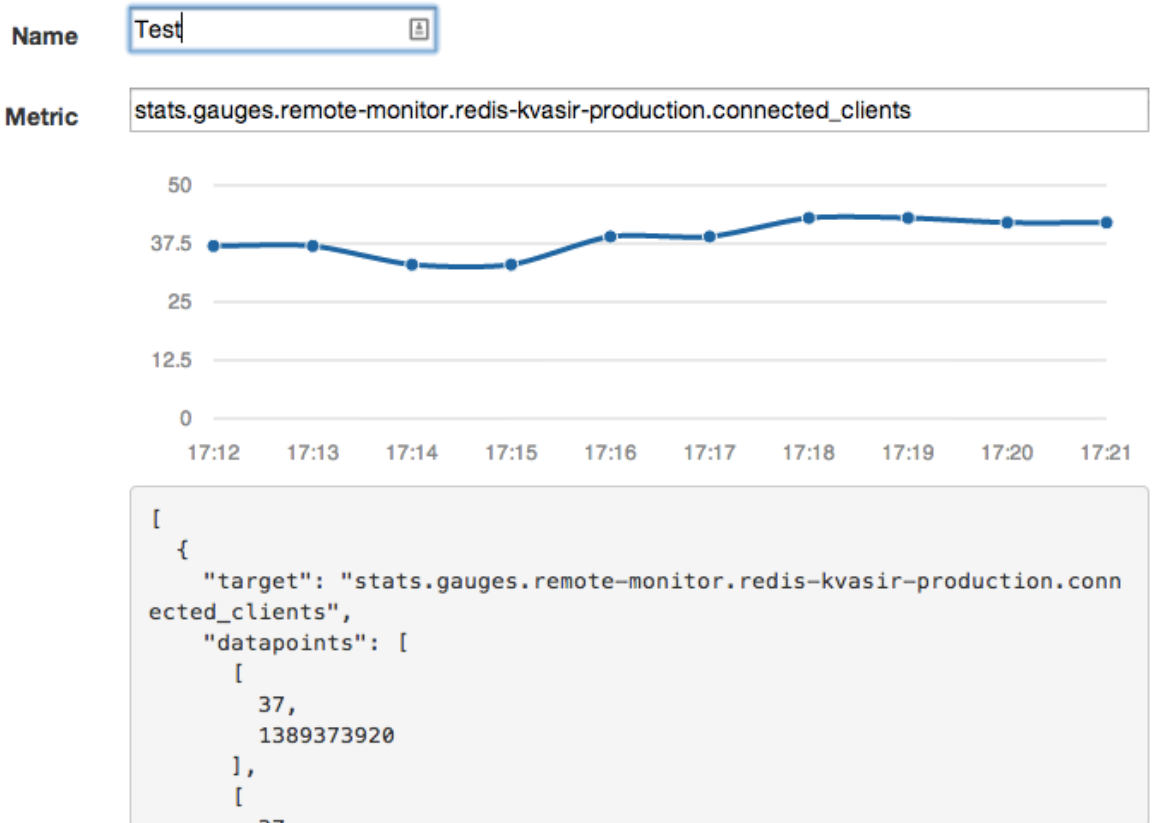 Name
Test
Metric
stats.gauges.remote-monitor.redis-kvasir-production.connected_clients
50
37.5
25
12.5
0
17:12 17:13 17:14 17:15 17:16 17:17 17:18 17:19 17:20 17:21
[
{
"target": "stats.gauges.remote-monitor.redis-kvasir-production.conn
ected_clients",
"datapoints": [
[
37,
1389373920
],
[